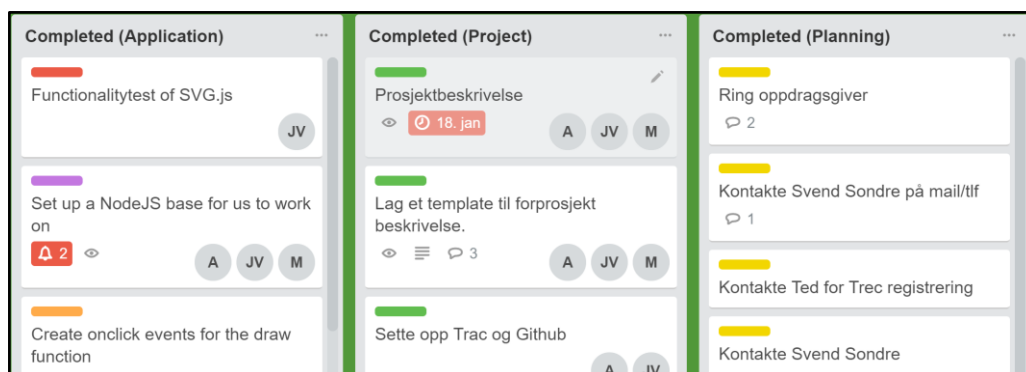 Completed (Application)
Functionalitytest of SVG.js
JV
Set up a NodeJS base for us to work
on
2
A JV M
Create onclick events for the draw
function
Completed (Project)
Prosjektbeskrivelse
18. jan
A JV M
Lag et template til forprosjekt
beskrivelse.
3
A JV M
Sette opp Trac og Github
A JV
Completed (Planning)
Ring oppdragsgiver
2
Kontakte Svend Sondre på mail/tlf
1
Kontakte Ted for Trec registrering
Kontakte Svend Sondre